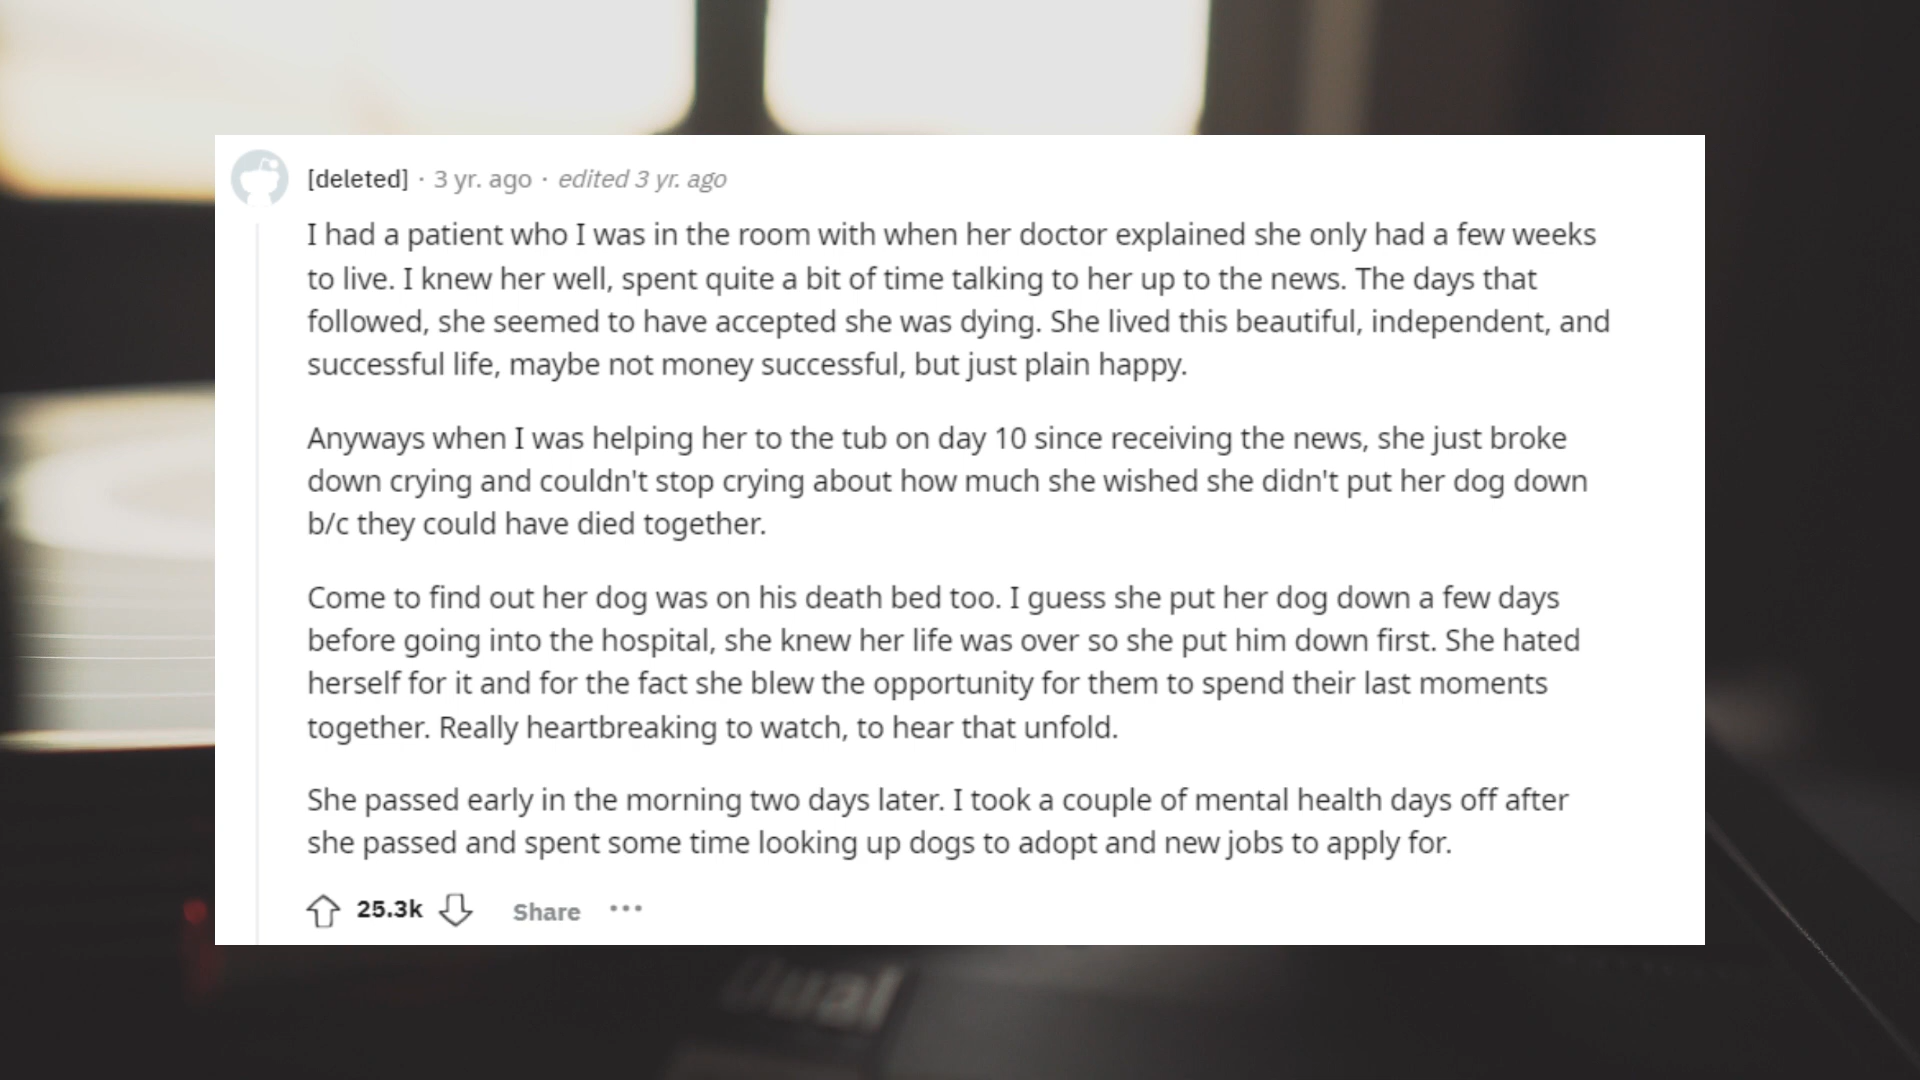 [deleted] · 3 yr. ago · edited 3 yr. ago
I had a patient who I was in the room with when her doctor explained she only had a few weeks
to live. I knew her well, spent quite a bit of time talking to her up to the news. The days that
followed, she seemed to have accepted she was dying. She lived this beautiful, independent, and
successful life, maybe not money successful, but just plain happy.
Anyways when I was helping her to the tub on day 10 since receiving the news, she just broke
down crying and couldn't stop crying about how much she wished she didn't put her dog down
b/c they could have died together.
Come to find out her dog was on his death bed too. I guess she put her dog down a few days
before going into the hospital, she knew her life was over so she put him down first. She hated
herself for it and for the fact she blew the opportunity for them to spend their last moments
together. Really heartbreaking to watch, to hear that unfold.
She passed early in the morning two days later. I took a couple of mental health days off after
she passed and spent some time looking up dogs to adopt and new jobs to apply for.
25.3k Share ···
Dual